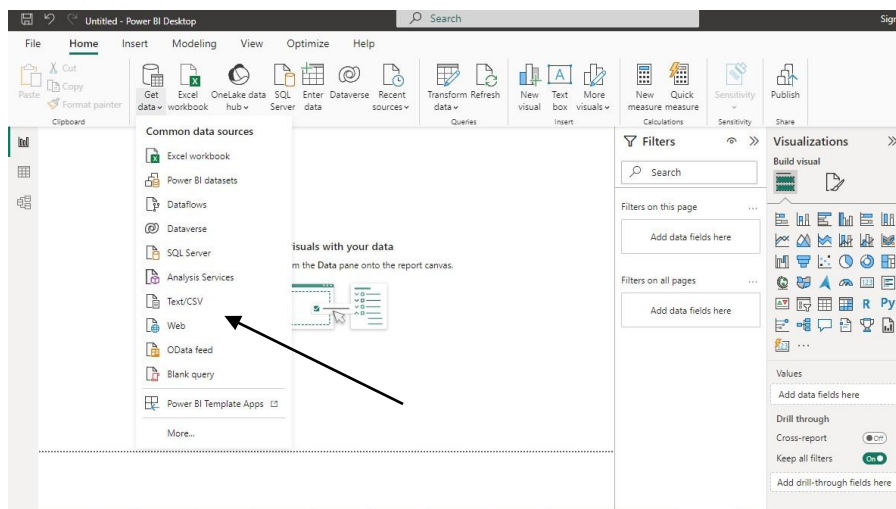 Untitled - Power BI Desktop
Search
Sign
File Home Insert Modeling View Optimize Help
Paste
Cut
Copy
Format painter
Clipboard
Get data
Excel workbook
OneLake data hub
SQL Server
Enter data
Dataverse
Recent sources
Transform data
Refresh
Queries
New visual
Text box
More visuals
Insert
New measure
Quick measure
Calculations
Sensitivity
Sensitivity
Publish
Share
Common data sources
Excel workbook
Power BI datasets
Dataflows
Dataverse
SQL Server
Analysis Services
Text/CSV
Web
OData feed
Blank query
Power BI Template Apps
More...
isuals with your data
m the Data pane onto the report canvas.
Filters
Search
Filters on this page
Add data fields here
Filters on all pages
Add data fields here
Visualizations
Build visual
R Py
Values
Add data fields here
Drill through
Cross-report
Off
Keep all filters
On
Add drill-through fields here